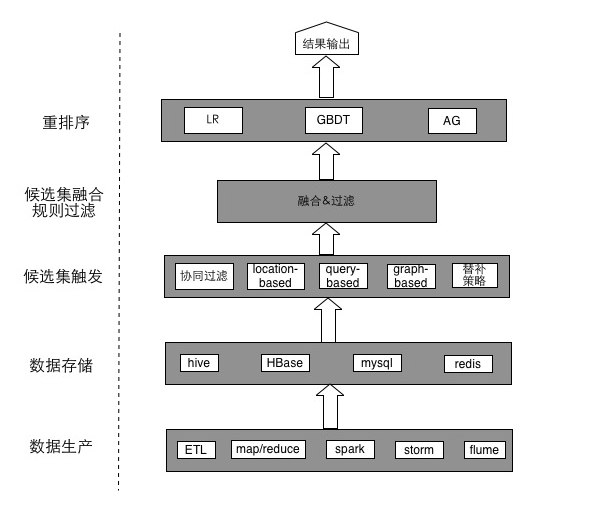 结果输出
重排序
LR
GBDT
AG
候选集融合
规则过滤
融合&过滤
候选集触发
协同过滤
location-
based
query-
based
graph-
based
替补
策略
数据存储
hive
HBase
mysql
redis
数据生产
ETL
map/reduce
spark
storm
flume